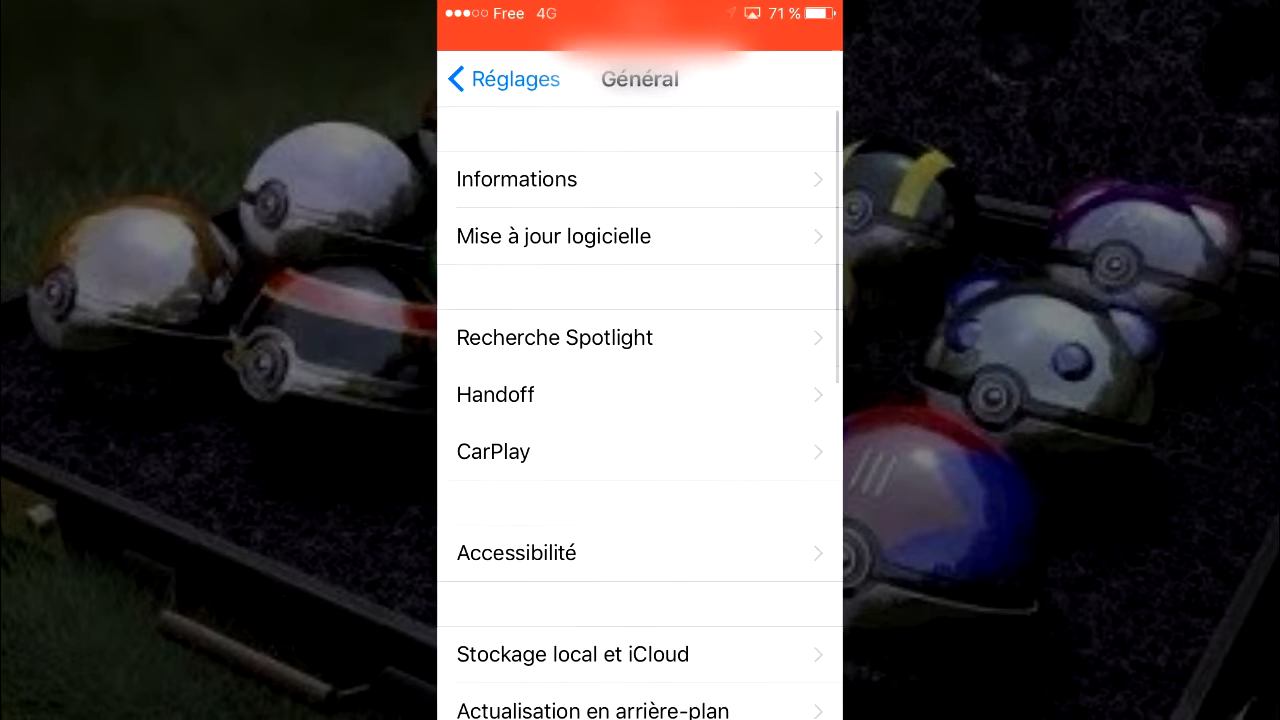 Free 4G 71 %
Réglages Général
Informations
Mise à jour logicielle
Recherche Spotlight
Handoff
CarPlay
Accessibilité
Stockage local et iCloud
Actualisation en arrière-plan